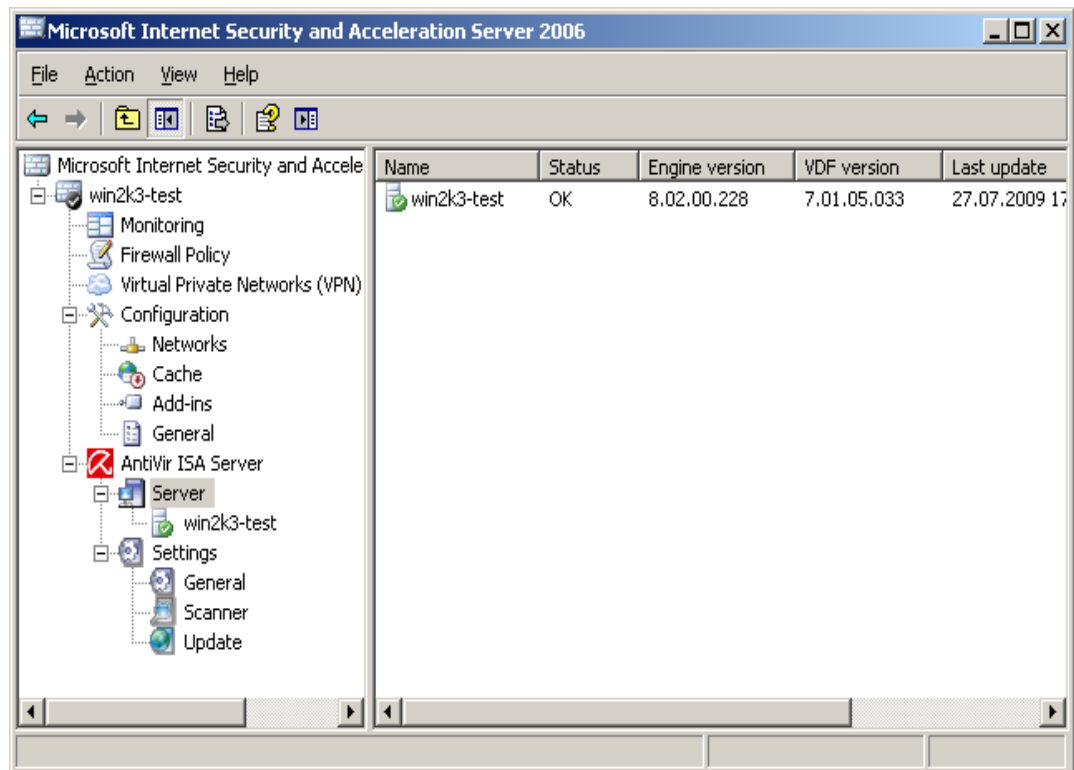 Microsoft Internet Security and Acceleration Server 2006
File Action View Help
Microsoft Internet Security and Accele
win2k3-test
Monitoring
Firewall Policy
Virtual Private Networks (VPN)
Configuration
Networks
Cache
Add-ins
General
AntiVir ISA Server
Server
win2k3-test
Settings
General
Scanner
Update
Name Status Engine version VDF version Last update
win2k3-test OK 8.02.00.228 7.01.05.033 27.07.2009 17